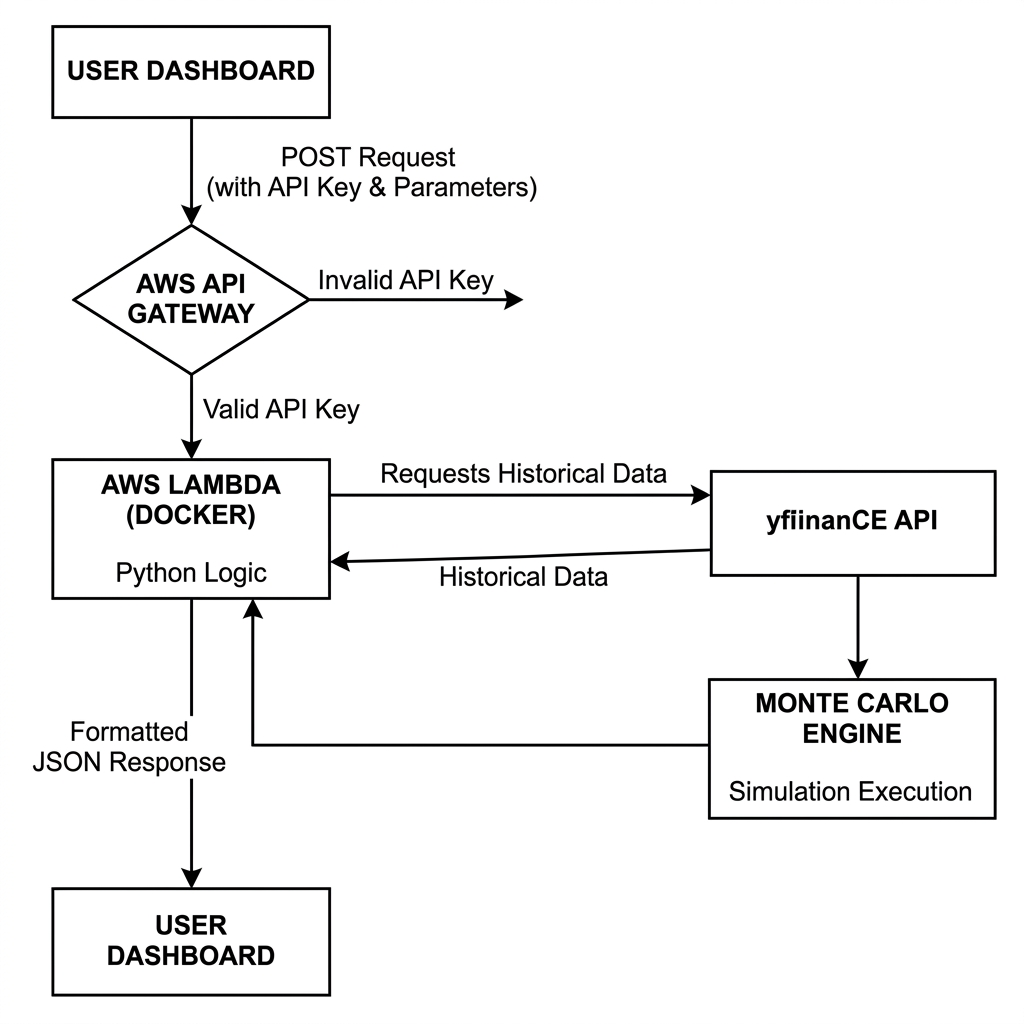 USER DASHBOARD
POST Request
(with API Key & Parameters)
AWS API
GATEWAY
Invalid API Key
Valid API Key
AWS LAMBDA
(DOCKER)
Python Logic
Requests Historical Data
yfiinanCE API
Historical Data
MONTE CARLO
ENGINE
Simulation Execution
Formatted
JSON Response
USER
DASHBOARD